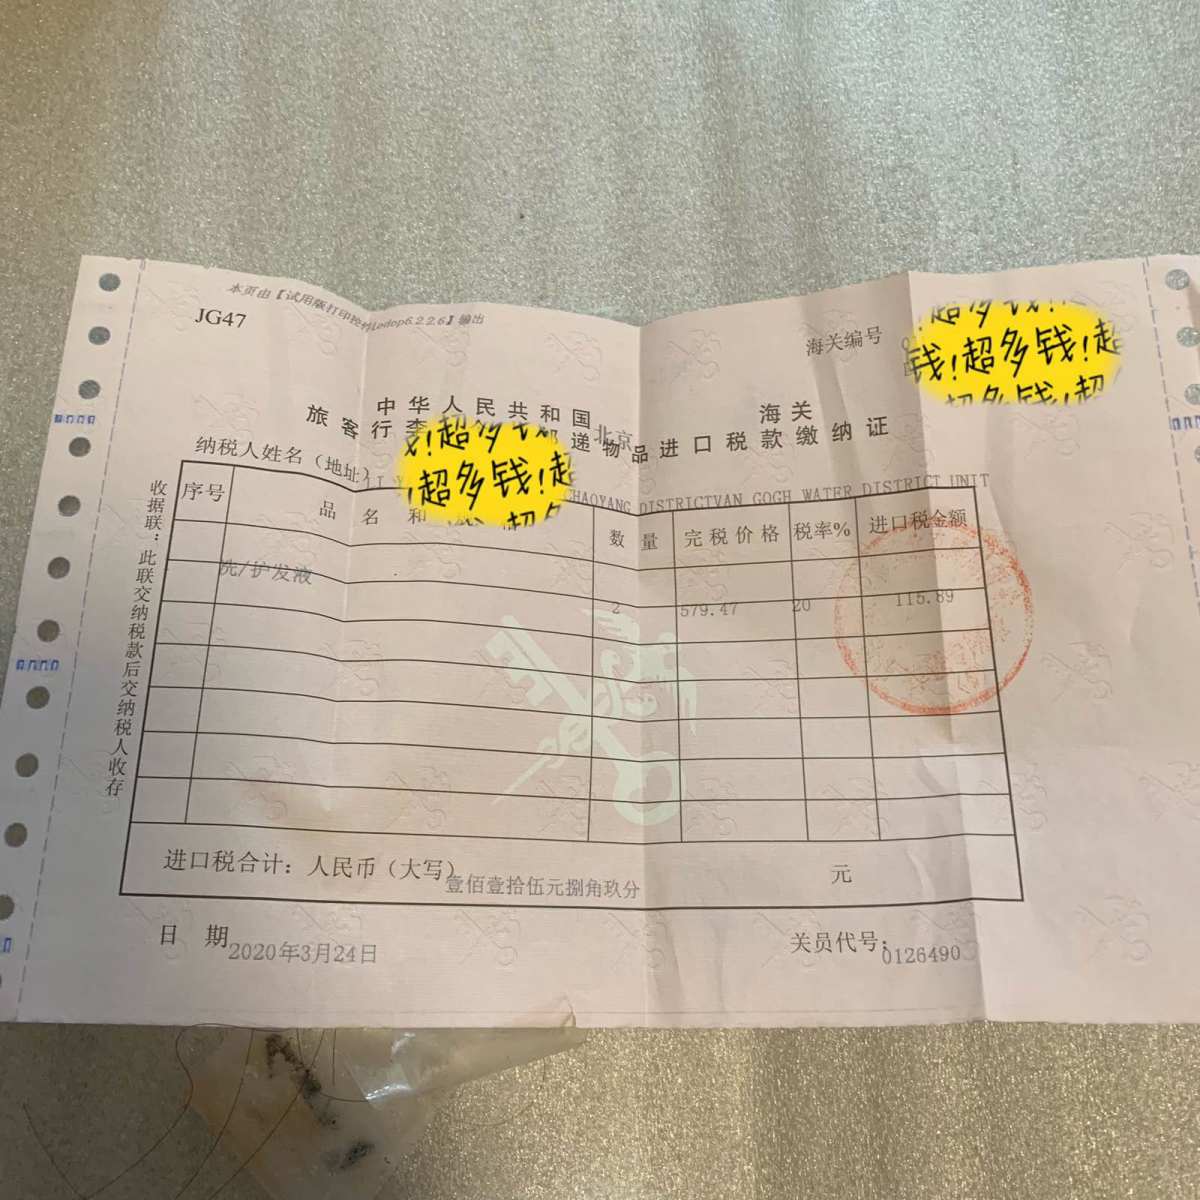 本页由【试用版打印控件Lodop6.2.2.6】输出
JG47
海关编号
超多钱!
钱!超多钱!超
中华人民共和国 北京 海关
旅客行李 递物品进口税款缴纳证
!超多钱!
!超多钱!超
纳税人姓名（地址） CHAOYANG DISTRICTVAN GOGH WATER DISTRICT UNIT
序号 品名和 数量 完税价格 税率% 进口税金额
洗/护发液 2 579.47 20 115.89
进口税合计：人民币（大写）壹佰壹拾伍元捌角玖分 元
日期 2020年3月24日 关员代号：0126490
收据联：此联交纳税款后交纳税人收存